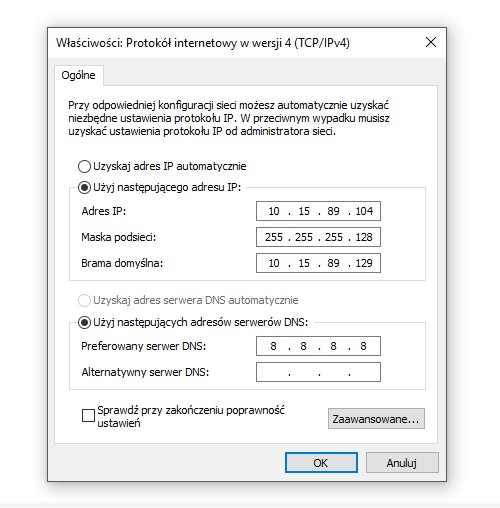 Właściwości: Protokół internetowy w wersji 4 (TCP/IPv4)
Ogólne
Przy odpowiedniej konfiguracji sieci możesz automatycznie uzyskać
niezbędne ustawienia protokołu IP. W przeciwnym wypadku musisz
uzyskać ustawienia protokołu IP od administratora sieci.
Uzyskaj adres IP automatycznie
Użyj następującego adresu IP:
Adres IP: 10 . 15 . 89 . 104
Maska podsieci: 255 . 255 . 255 . 128
Brama domyślna: 10 . 15 . 89 . 129
Uzyskaj adres serwera DNS automatycznie
Użyj następujących adresów serwerów DNS:
Preferowany serwer DNS: 8 . 8 . 8 . 8
Alternatywny serwer DNS: . . .
Sprawdź przy zakończeniu poprawność
ustawień
Zaawansowane...
OK Anuluj